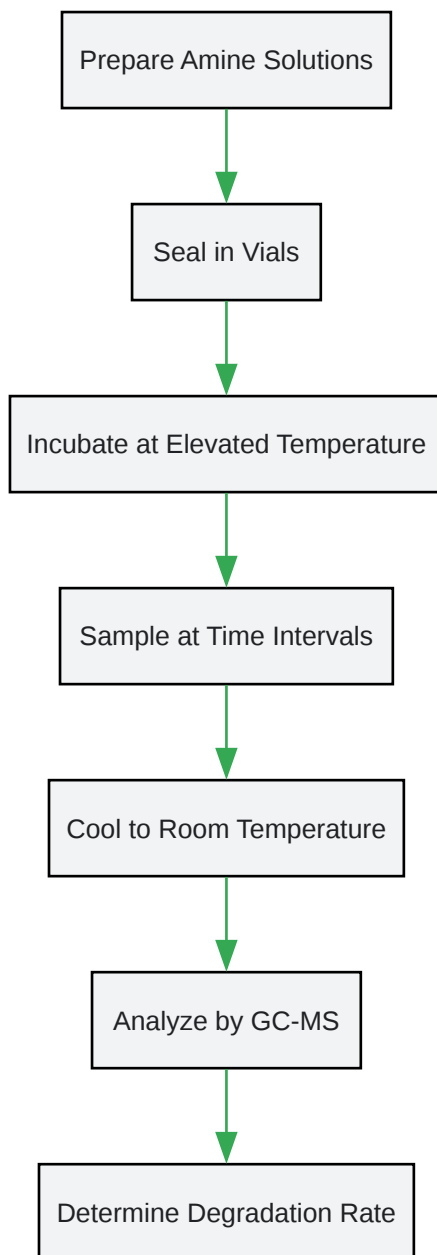 Prepare Amine Solutions
Seal in Vials
Incubate at Elevated Temperature
Sample at Time Intervals
Cool to Room Temperature
Analyze by GC-MS
Determine Degradation Rate